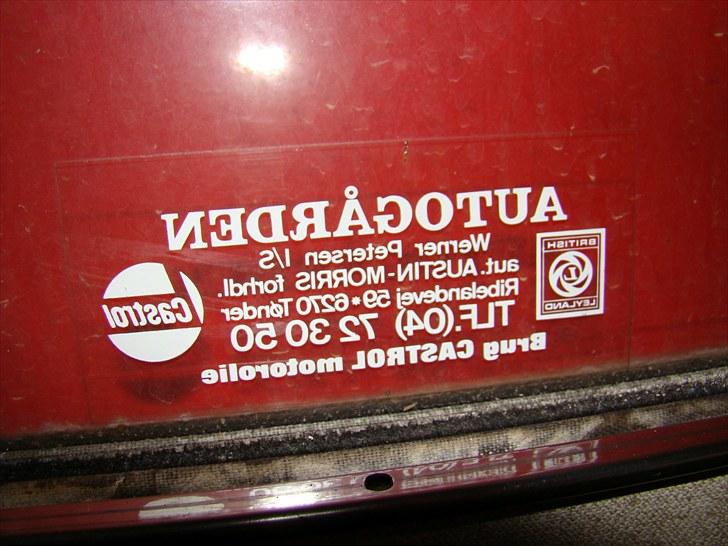 AUTOGÅRDEN
Werner Petersen I/S
aut. AUSTIN-MORRIS forhdl.
Ribelandevej 59*6270 Tønder
TLF.(04) 72 30 50
Brug CASTROL motorolie
BRITISH
L
LEYLAND
Castrol